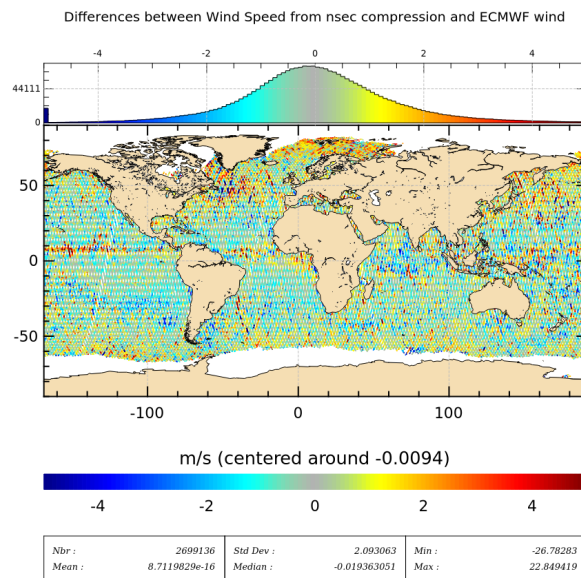 Differences between Wind Speed from nsec compression and ECMWF wind
-4 -2 0 2 4
44111
0
50
0
-50
-100 0 100
m/s (centered around -0.0094)
-4 -2 0 2 4
Nbr : 2699136 Std Dev : 2.093063 Min : -26.78283
Mean : 8.7119829e-16 Median : -0.019363051 Max : 22.849419